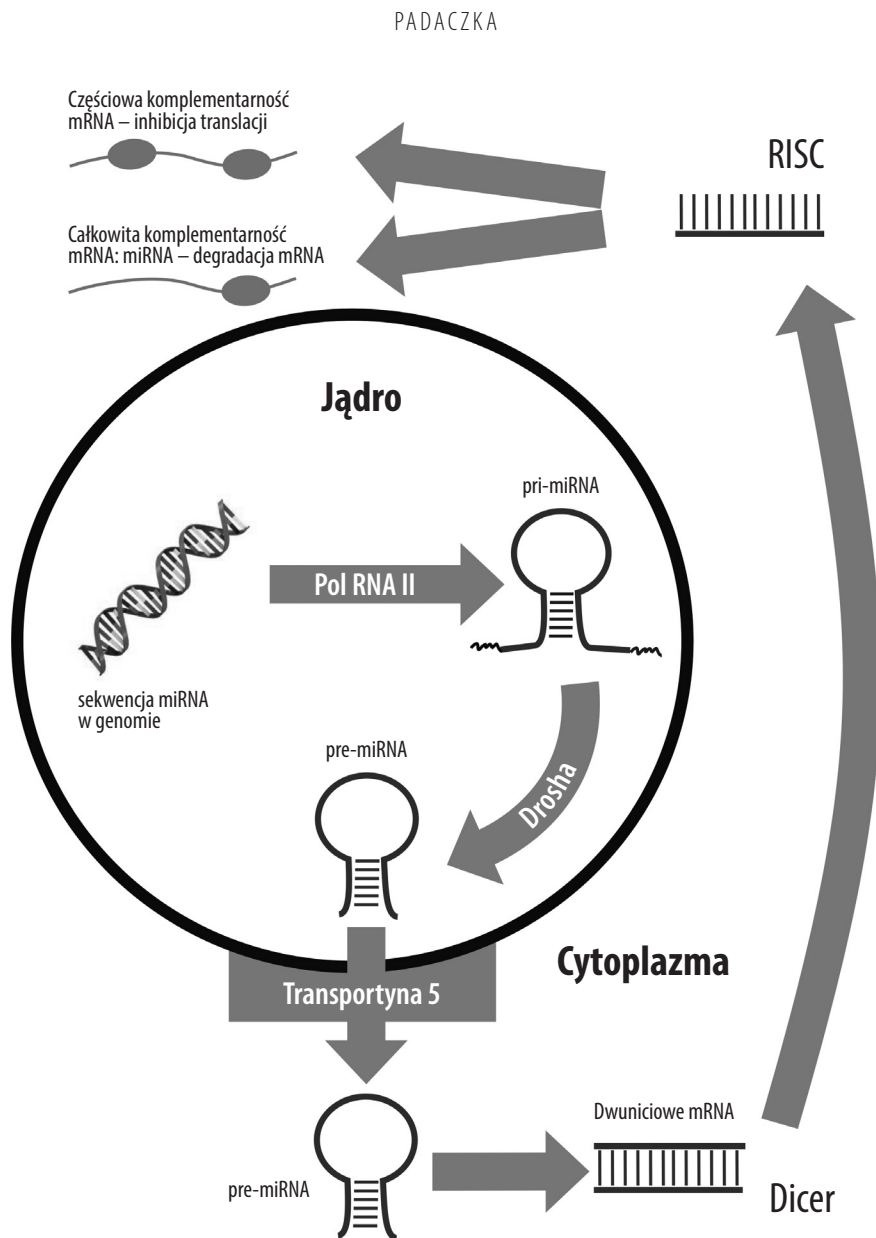 PADACZKA
Częściowa komplementarność
mRNA – inhibicja translacji
RISC
Całkowita komplementarność
mRNA: miRNA – degradacja mRNA
Jądro
pri-miRNA
Pol RNA II
sekwencja miRNA
w genomie
pre-miRNA
Drosha
Cytoplazma
Transportyna 5
Dwuniciowe mRNA
pre-miRNA
Dicer